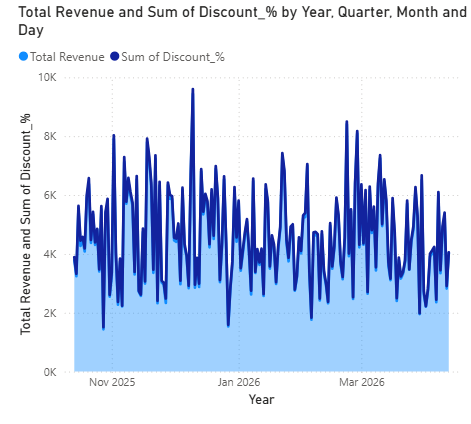 Total Revenue and Sum of Discount_% by Year, Quarter, Month and
Day
Total Revenue Sum of Discount_%
Total Revenue and Sum of Discount_%
10K
8K
6K
4K
2K
0K
Nov 2025 Jan 2026 Mar 2026
Year